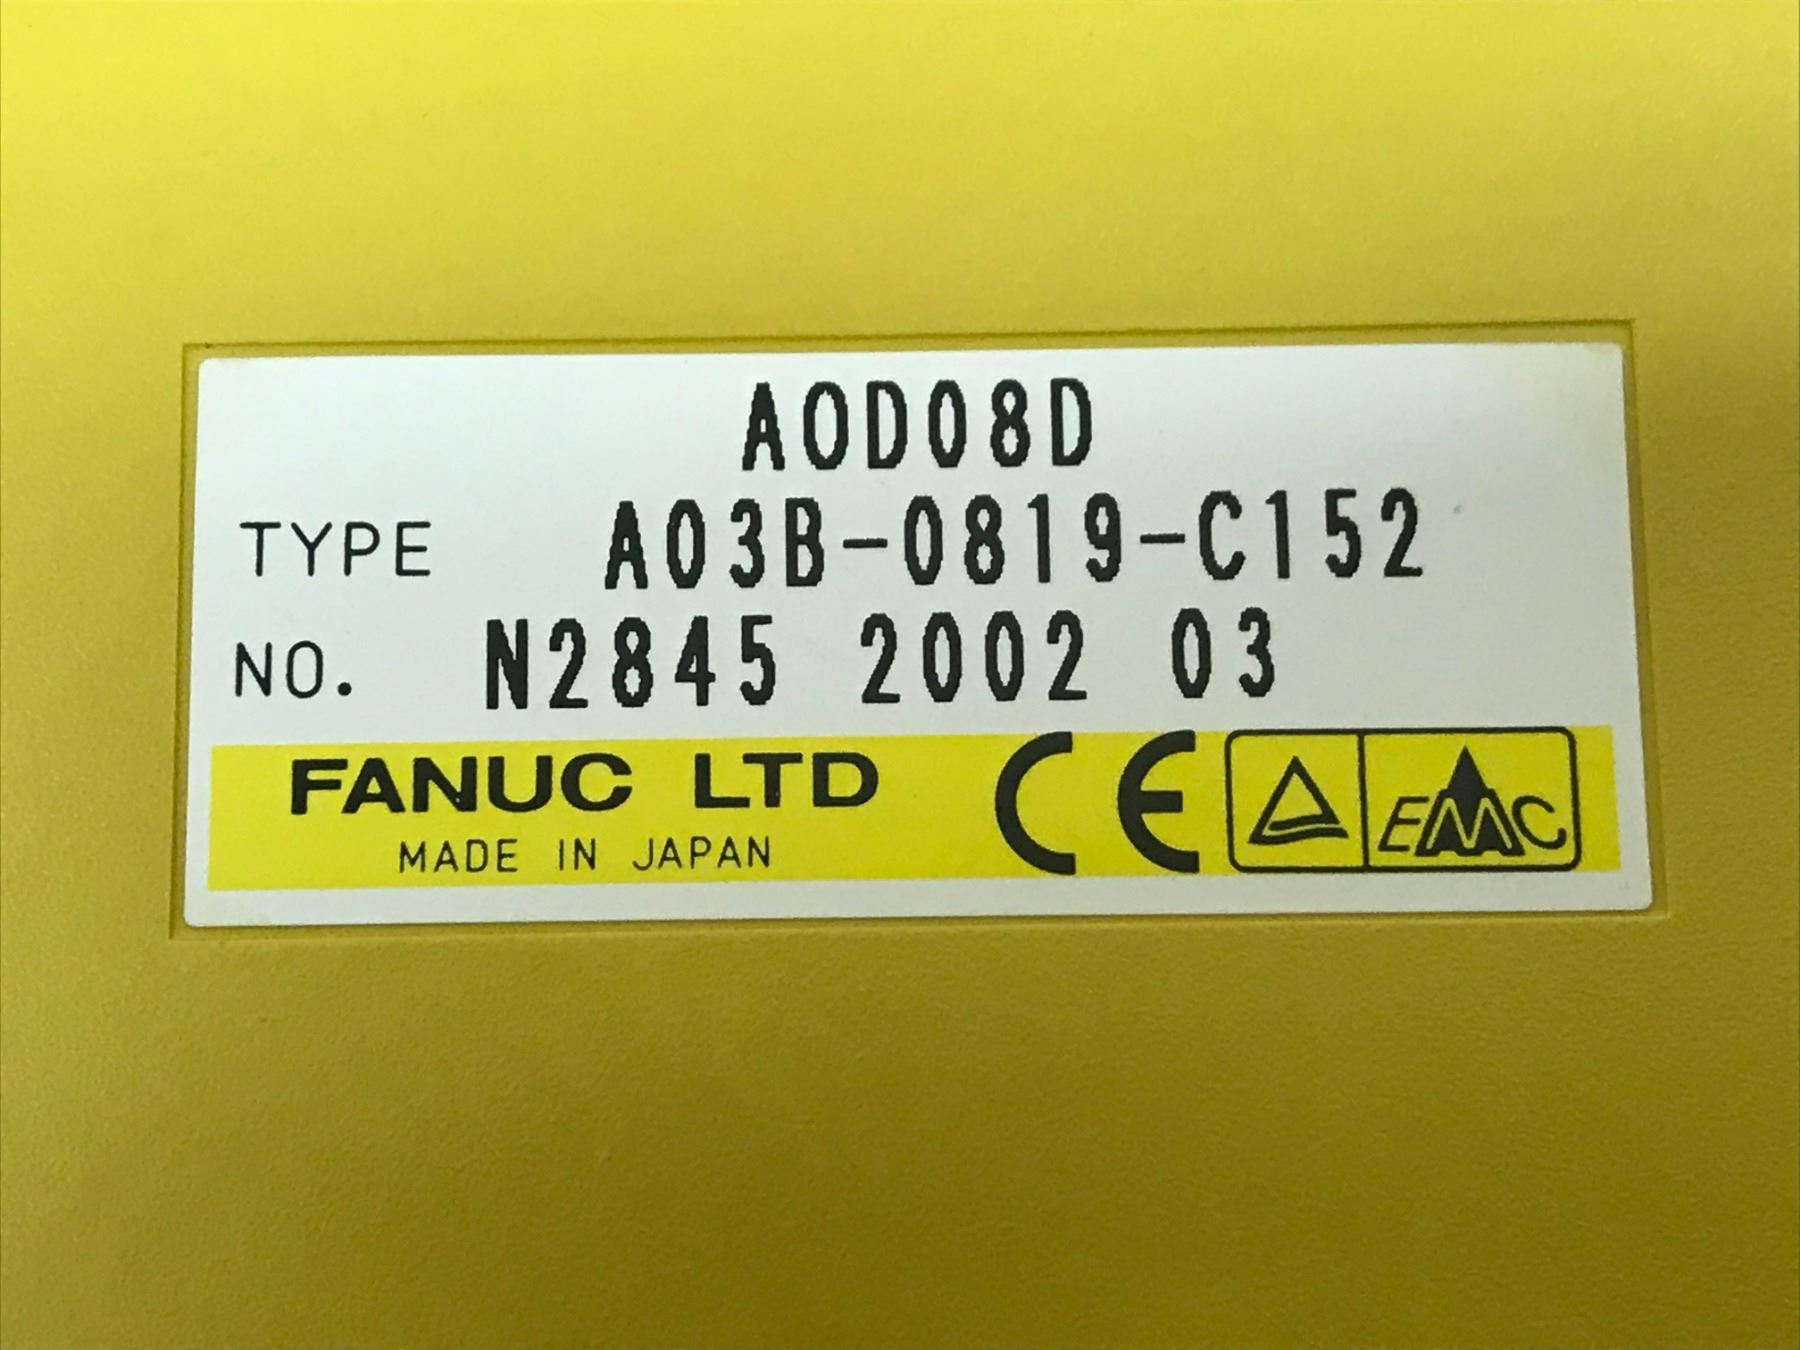 AOD08D
TYPE A03B-0819-C152
NO. N2845 2002 03
FANUC LTD CE EMC
MADE IN JAPAN